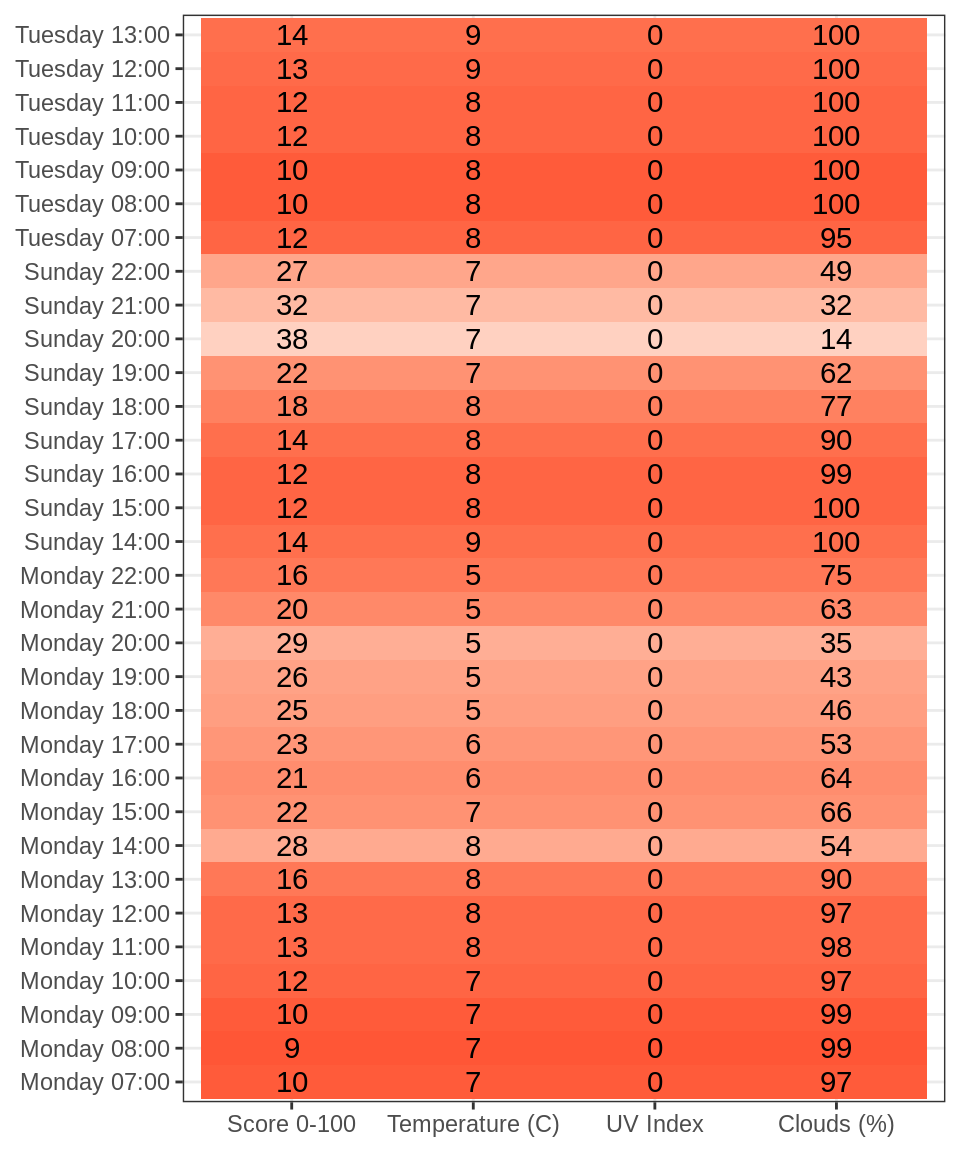 Tuesday 13:00 14 9 0 100
Tuesday 12:00 13 9 0 100
Tuesday 11:00 12 8 0 100
Tuesday 10:00 12 8 0 100
Tuesday 09:00 10 8 0 100
Tuesday 08:00 10 8 0 100
Tuesday 07:00 12 8 0 95
Sunday 22:00 27 7 0 49
Sunday 21:00 32 7 0 32
Sunday 20:00 38 7 0 14
Sunday 19:00 22 7 0 62
Sunday 18:00 18 8 0 77
Sunday 17:00 14 8 0 90
Sunday 16:00 12 8 0 99
Sunday 15:00 12 8 0 100
Sunday 14:00 14 9 0 100
Monday 22:00 16 5 0 75
Monday 21:00 20 5 0 63
Monday 20:00 29 5 0 35
Monday 19:00 26 5 0 43
Monday 18:00 25 5 0 46
Monday 17:00 23 6 0 53
Monday 16:00 21 6 0 64
Monday 15:00 22 7 0 66
Monday 14:00 28 8 0 54
Monday 13:00 16 8 0 90
Monday 12:00 13 8 0 97
Monday 11:00 13 8 0 98
Monday 10:00 12 7 0 97
Monday 09:00 10 7 0 99
Monday 08:00 9 7 0 99
Monday 07:00 10 7 0 97
Score 0-100 Temperature (C) UV Index Clouds (%)